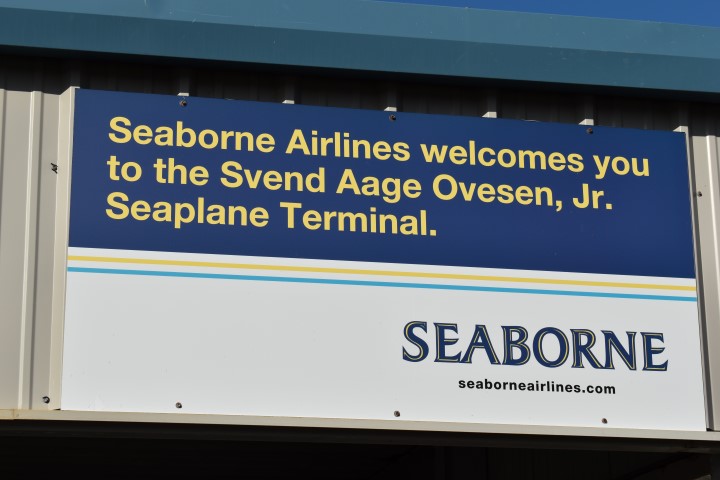 Seaborne Airlines welcomes you
to the Svend Aage Ovesen, Jr.
Seaplane Terminal.
SEABORNE
seaborneairlines.com